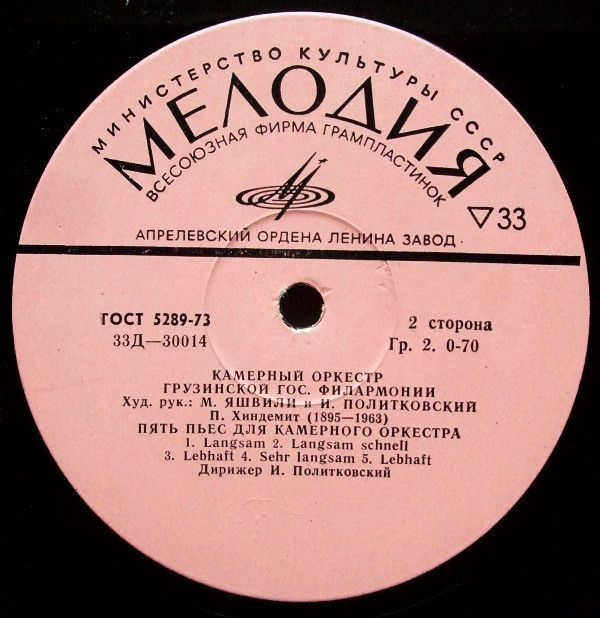 МИНИСТЕРСТВО КУЛЬТУРЫ СССР
МЕЛОДИЯ
ВСЕСОЮЗНАЯ ФИРМА ГРАМПЛАСТИНОК
▽33
АПРЕЛЕВСКИЙ ОРДЕНА ЛЕНИНА ЗАВОД
ГОСТ 5289-73
2 сторона
33Д—30014
Гр. 2. 0-70
КАМЕРНЫЙ ОРКЕСТР
ГРУЗИНСКОЙ ГОС. ФИЛАРМОНИИ
Худ. рук.: М. ЯШВИЛИ и И. ПОЛИТКОВСКИЙ
П. Хиндемит (1895—1963)
ПЯТЬ ПЬЕС ДЛЯ КАМЕРНОГО ОРКЕСТРА
1. Langsam 2. Langsam schnell
3. Lebhaft 4. Sehr langsam 5. Lebhaft
Дирижер И. Политковский